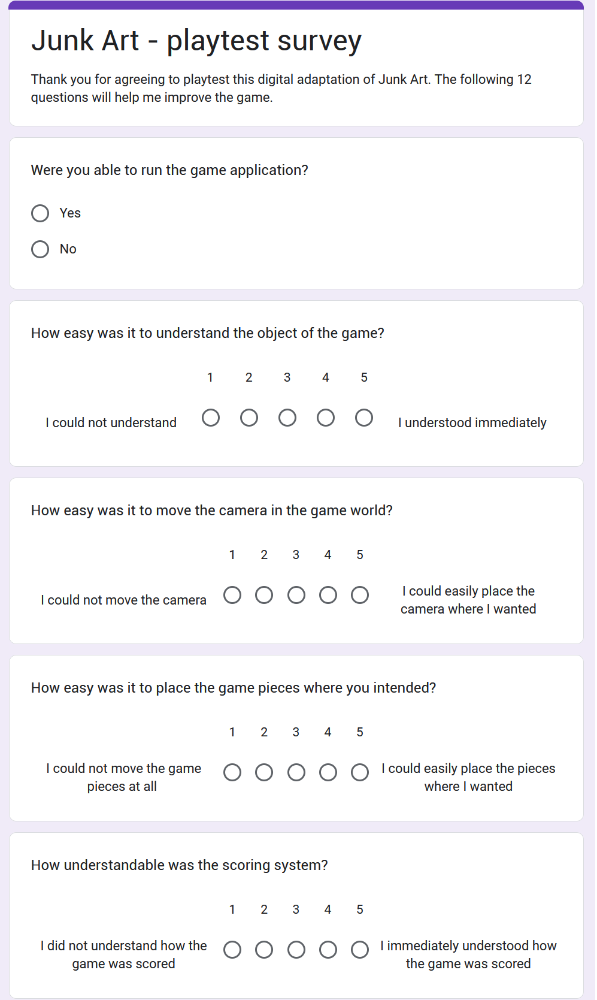 Junk Art - playtest survey
Thank you for agreeing to playtest this digital adaptation of Junk Art. The following 12
questions will help me improve the game.
Were you able to run the game application?
Yes
No
How easy was it to understand the object of the game?
1 2 3 4 5
I could not understand
I understood immediately
How easy was it to move the camera in the game world?
1 2 3 4 5
I could not move the camera
I could easily place the
camera where I wanted
How easy was it to place the game pieces where you intended?
1 2 3 4 5
I could not move the game
pieces at all
I could easily place the pieces
where I wanted
How understandable was the scoring system?
1 2 3 4 5
I did not understand how the
game was scored
I immediately understood how
the game was scored